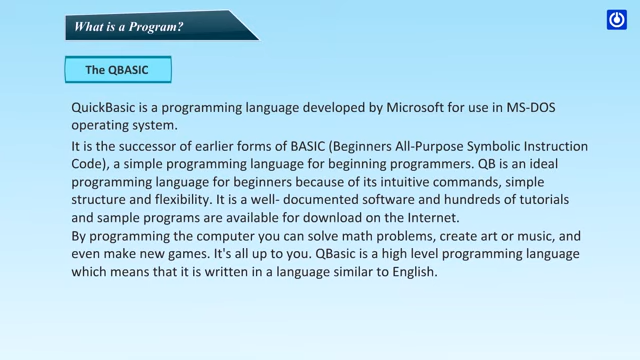 What is a Program?
The QBASIC
QuickBasic is a programming language developed by Microsoft for use in MS-DOS
operating system.
It is the successor of earlier forms of BASIC (Beginners All-Purpose Symbolic Instruction
Code), a simple programming language for beginning programmers. QB is an ideal
programming language for beginners because of its intuitive commands, simple
structure and flexibility. It is a well- documented software and hundreds of tutorials
and sample programs are available for download on the Internet.
By programming the computer you can solve math problems, create art or music, and
even make new games. It's all up to you. QBasic is a high level programming language
which means that it is written in a language similar to English.